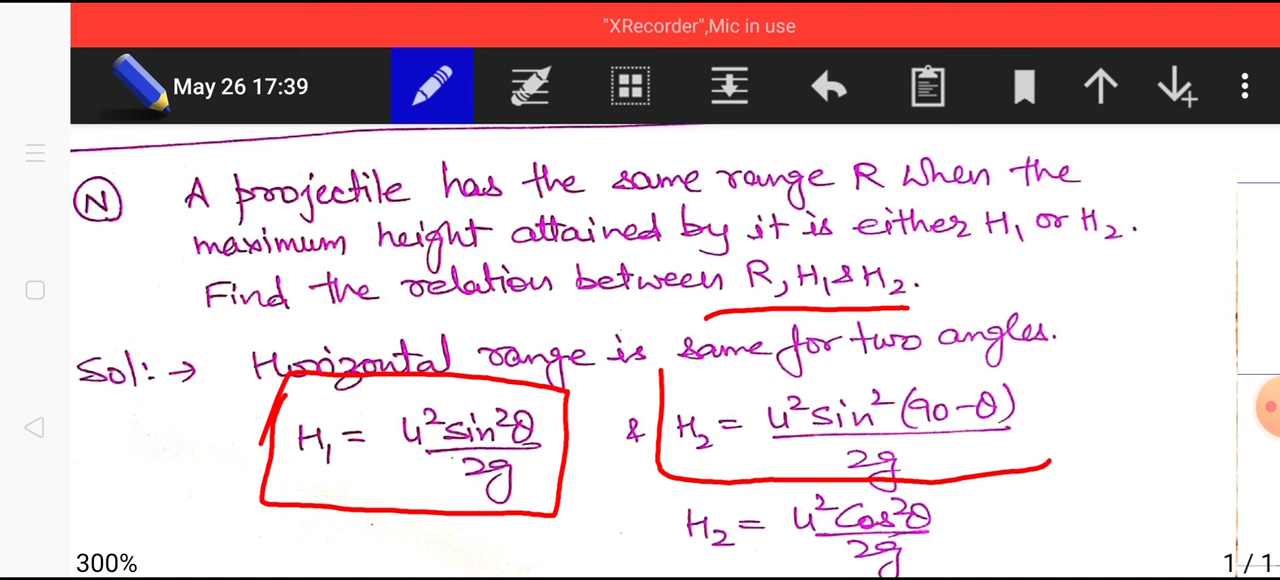 "XRecorder",Mic in use
May 26 17:39
(N) A projectile has the same range R when the
maximum height attained by it is either H₁ or H₂.
Find the relation between R, H₁ & H₂.
Sol:→ Horizontal range is same for two angles.
H₁ = u²sin²θ/2g & H₂ = u²sin²(90-θ)/2g
H₂ = u²Cos²θ/2g
300%
1/1